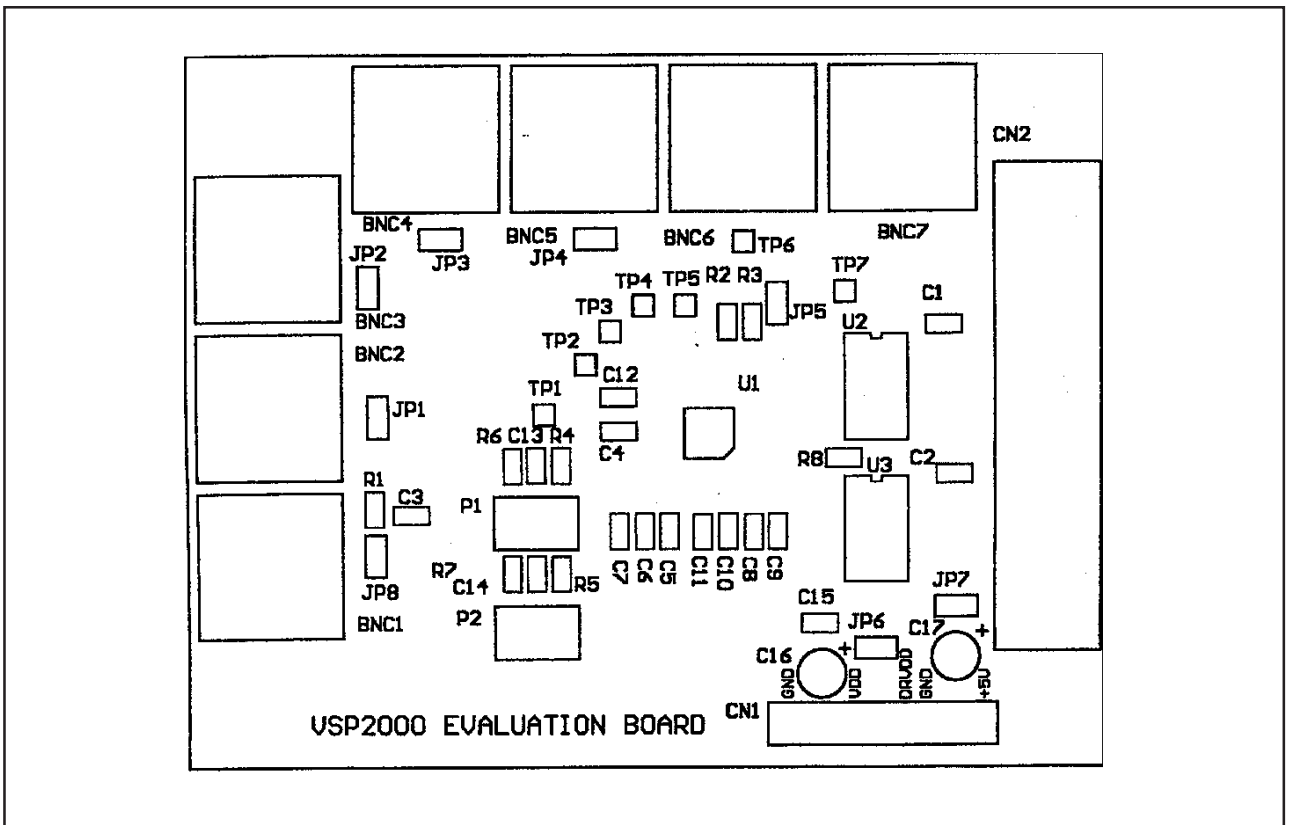 CN2
BNC4
BNC5
BNC6
BNC7
JP2
JP3
JP4
TP6
TP4
TP5
R2
R3
TP7
C1
BNC3
TP3
JP5
U2
BNC2
TP2
C12
U1
TP1
JP1
R6
C13
R4
C4
R8
U3
C2
R1
C3
P1
R7
C14
R5
C7
C6
C5
C11
C10
C8
C9
JP8
BNC1
P2
C15
JP7
JP6
C17
+
C16
+
GND
VDD
DRVDD
GND
+5V
CN1
VSP2000 EVALUATION BOARD